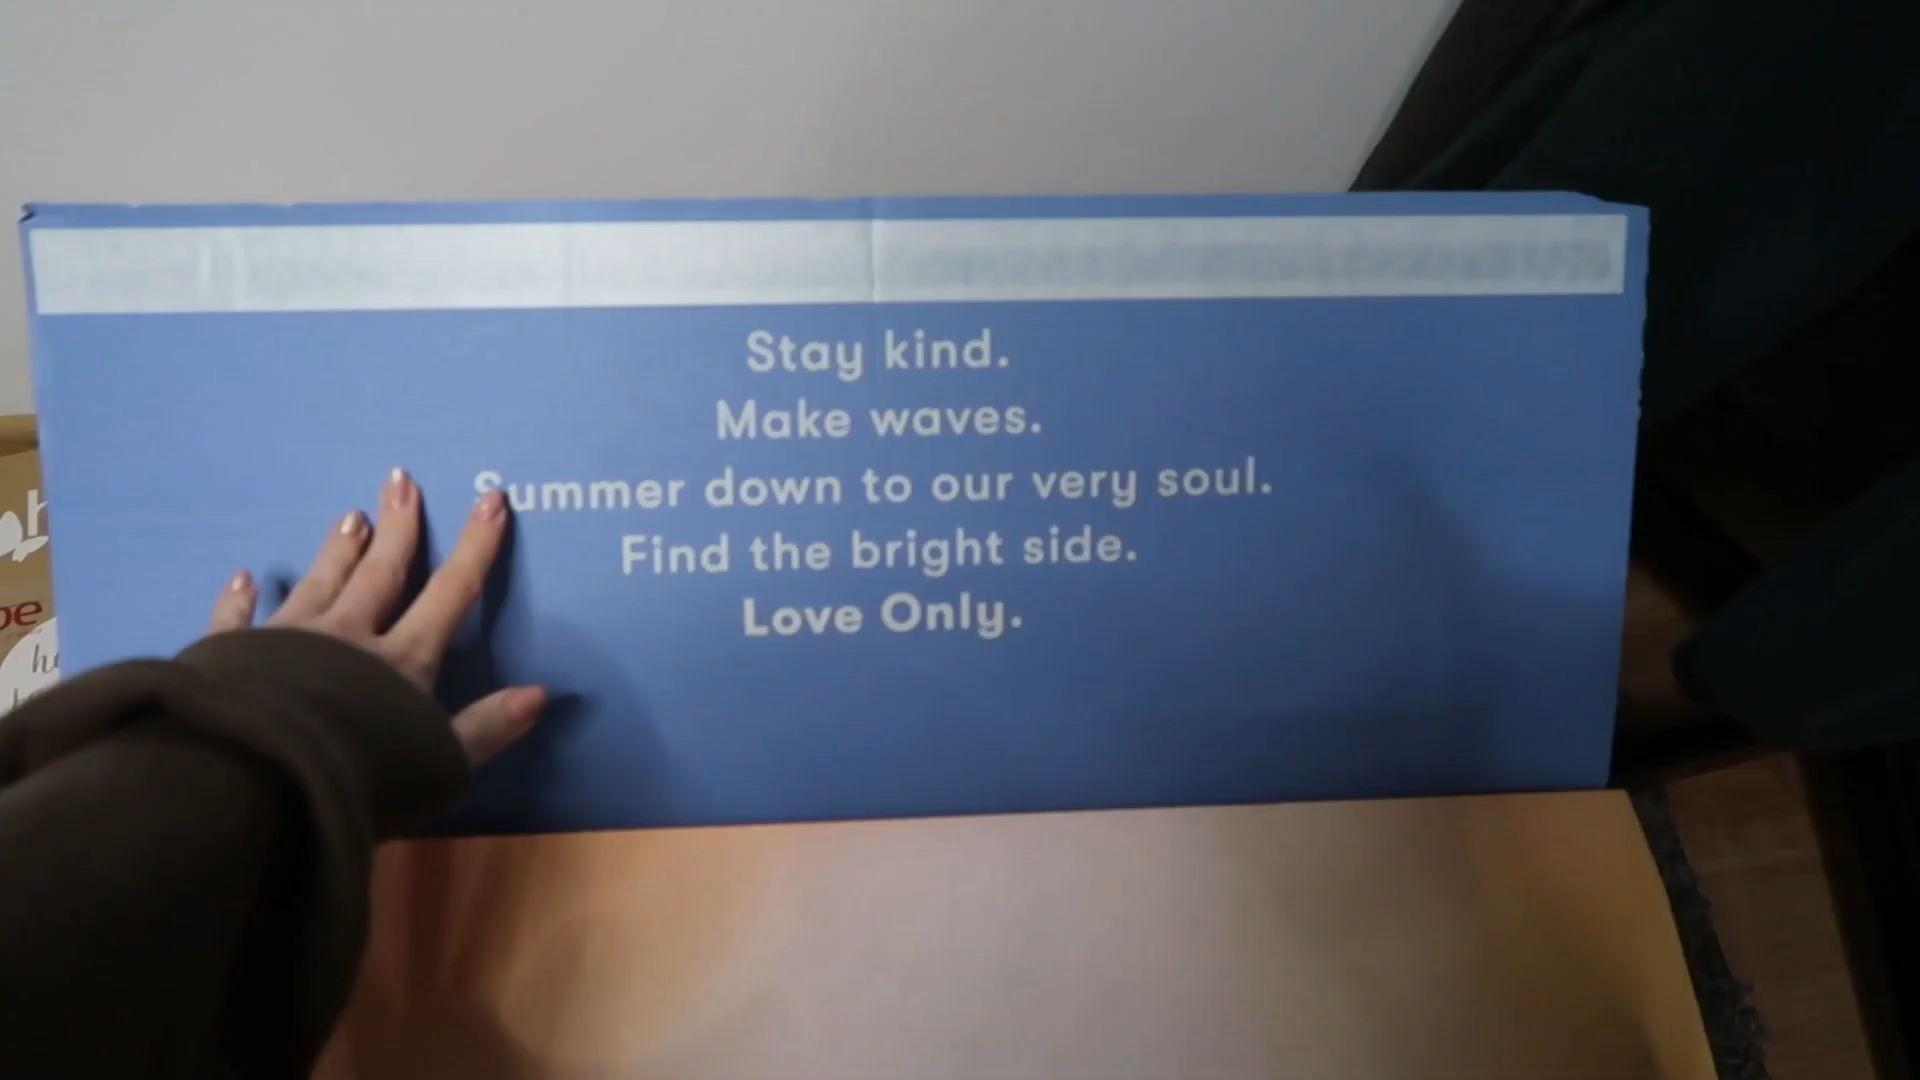 Stay kind.
Make waves.
Summer down to our very soul.
Find the bright side.
Love Only.